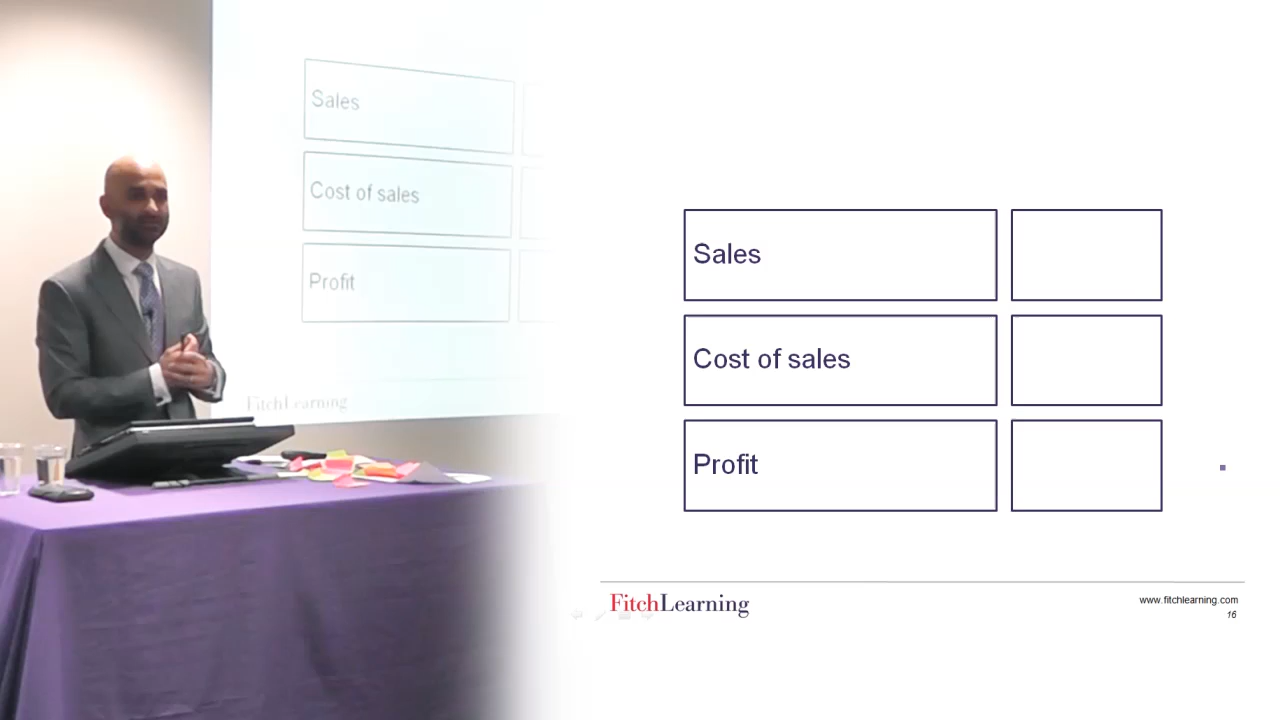 Sales
Cost of sales
Profit
FitchLearning
Sales
Cost of sales
Profit
FitchLearning
www.fitchlearning.com
16